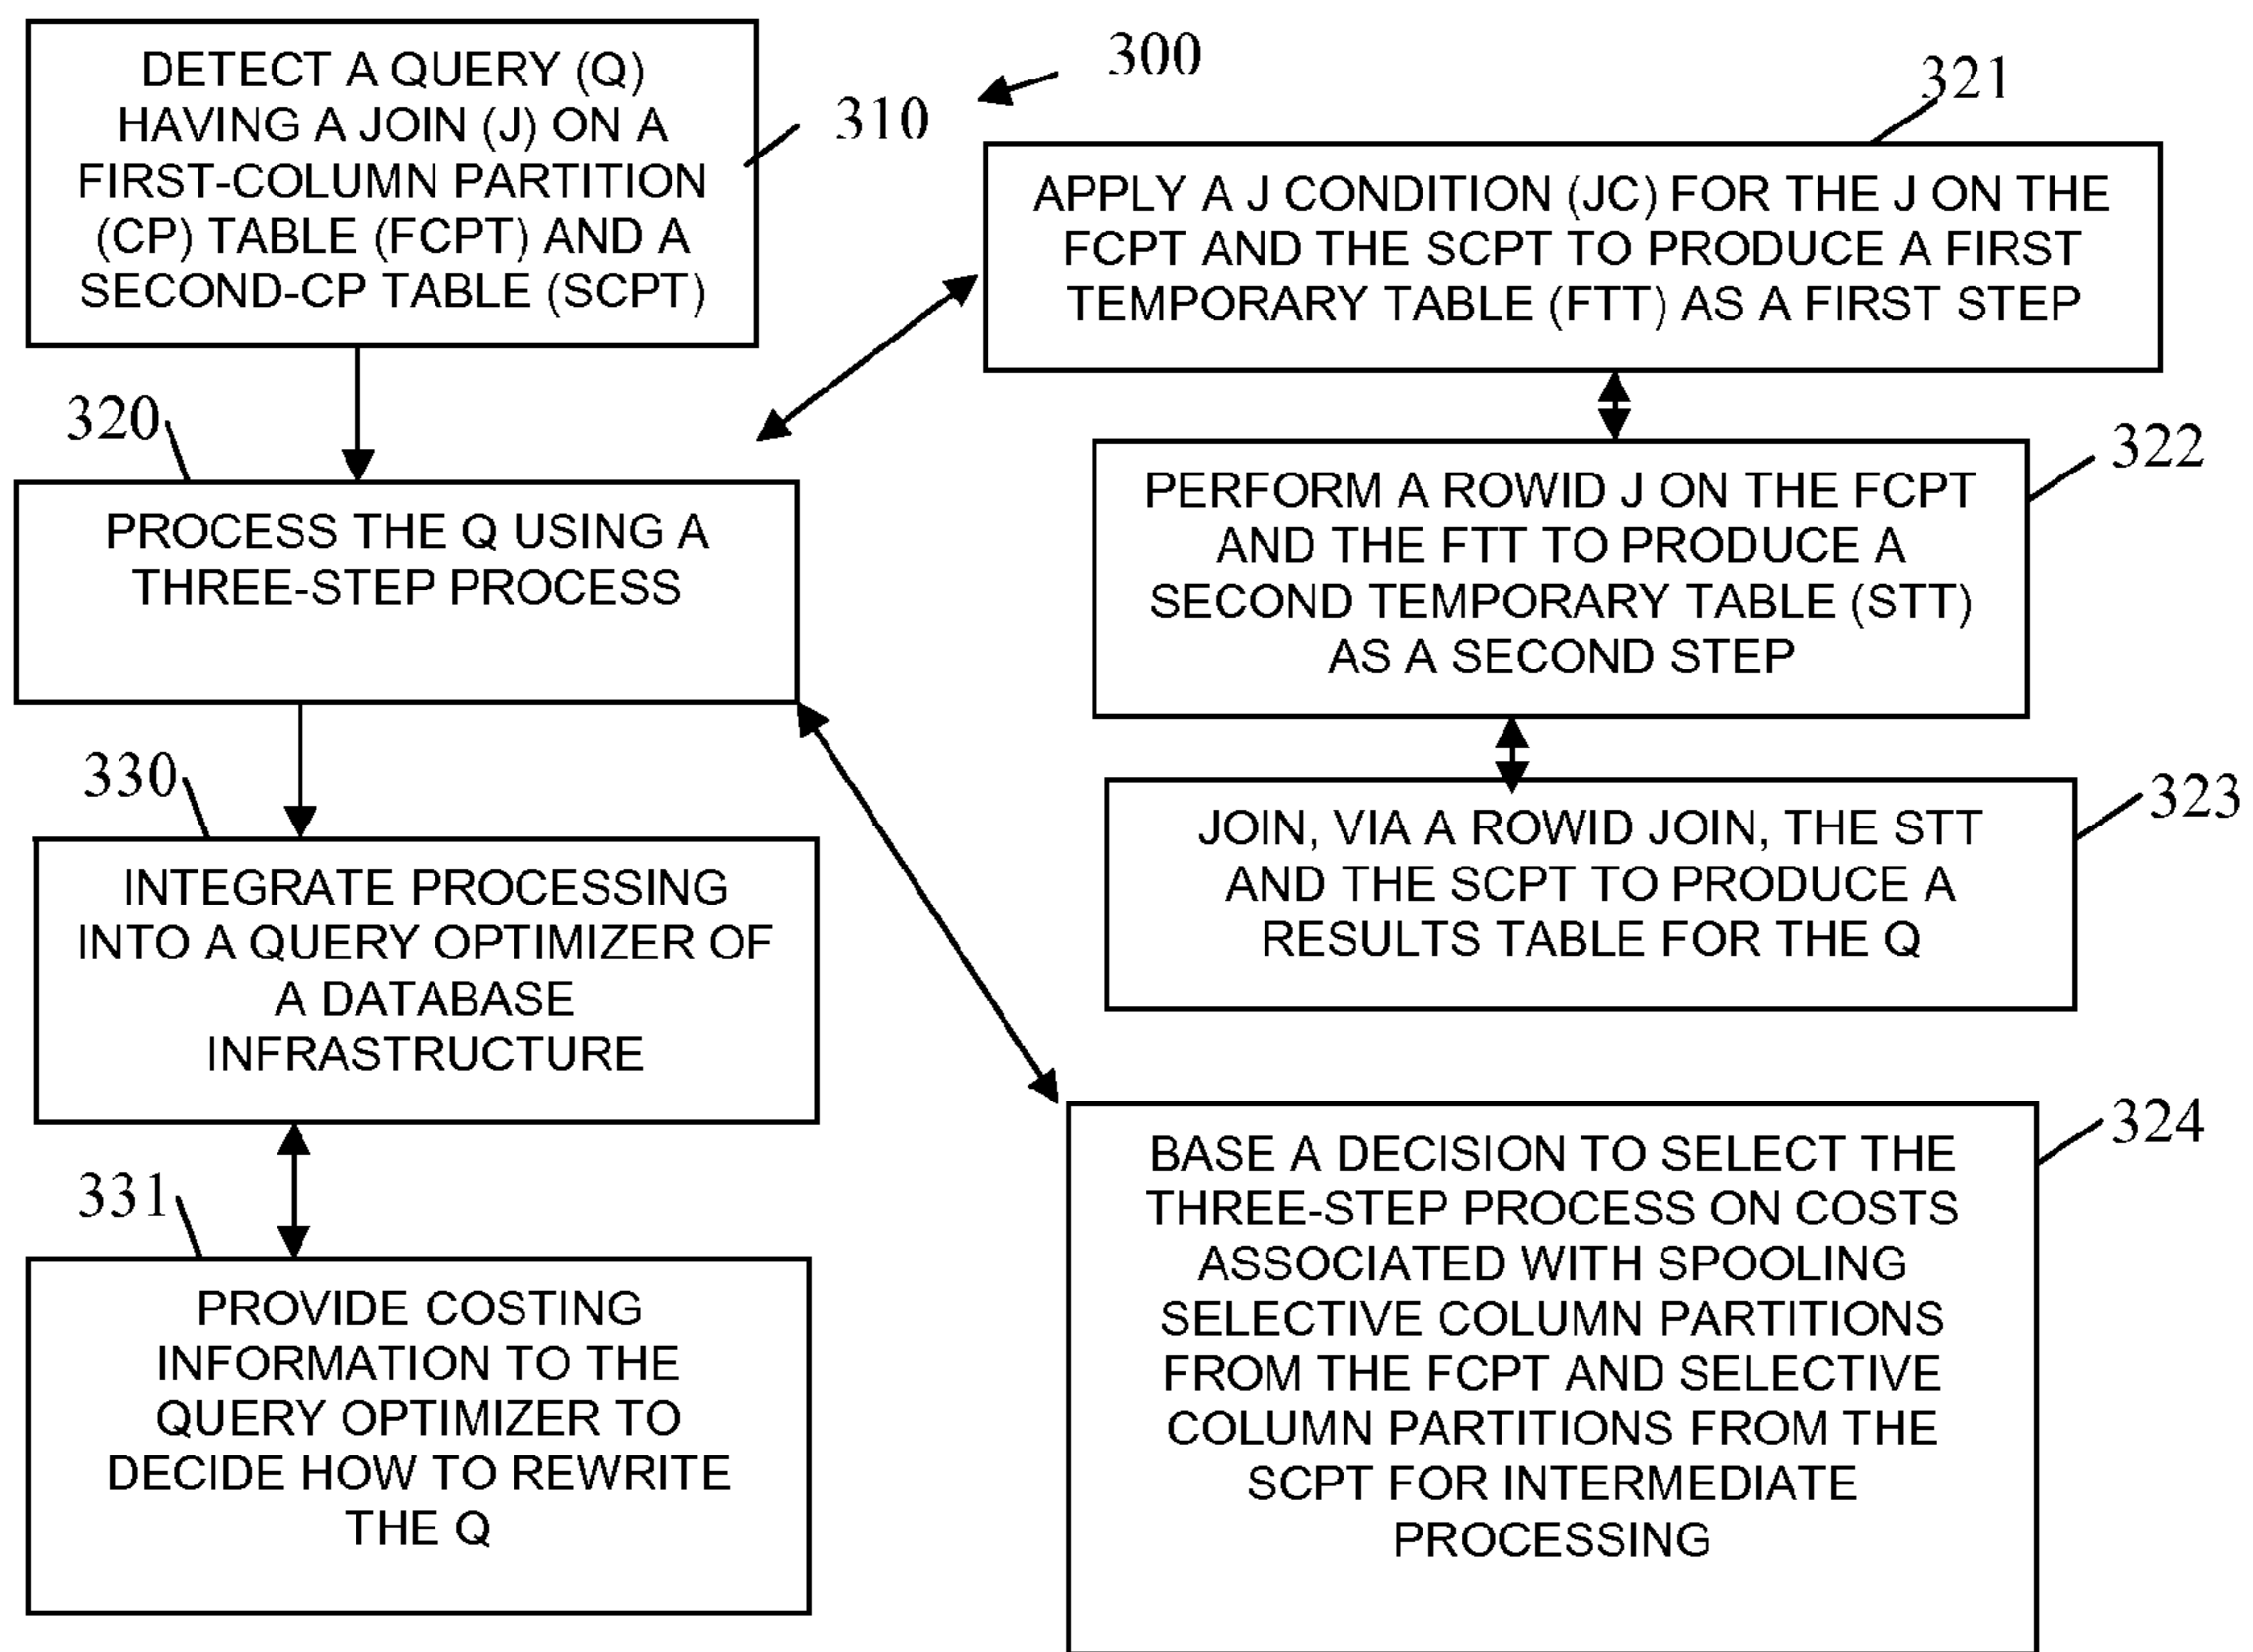 300
310
DETECT A QUERY (Q)
HAVING A JOIN (J) ON A
FIRST-COLUMN PARTITION
(CP) TABLE (FCPT) AND A
SECOND-CP TABLE (SCPT)
320
PROCESS THE Q USING A
THREE-STEP PROCESS
330
INTEGRATE PROCESSING
INTO A QUERY OPTIMIZER OF
A DATABASE
INFRASTRUCTURE
331
PROVIDE COSTING
INFORMATION TO THE
QUERY OPTIMIZER TO
DECIDE HOW TO REWRITE
THE Q
321
APPLY A J CONDITION (JC) FOR THE J ON THE
FCPT AND THE SCPT TO PRODUCE A FIRST
TEMPORARY TABLE (FTT) AS A FIRST STEP
322
PERFORM A ROWID J ON THE FCPT
AND THE FTT TO PRODUCE A
SECOND TEMPORARY TABLE (STT)
AS A SECOND STEP
323
JOIN, VIA A ROWID JOIN, THE STT
AND THE SCPT TO PRODUCE A
RESULTS TABLE FOR THE Q
324
BASE A DECISION TO SELECT THE
THREE-STEP PROCESS ON COSTS
ASSOCIATED WITH SPOOLING
SELECTIVE COLUMN PARTITIONS
FROM THE FCPT AND SELECTIVE
COLUMN PARTITIONS FROM THE
SCPT FOR INTERMEDIATE
PROCESSING